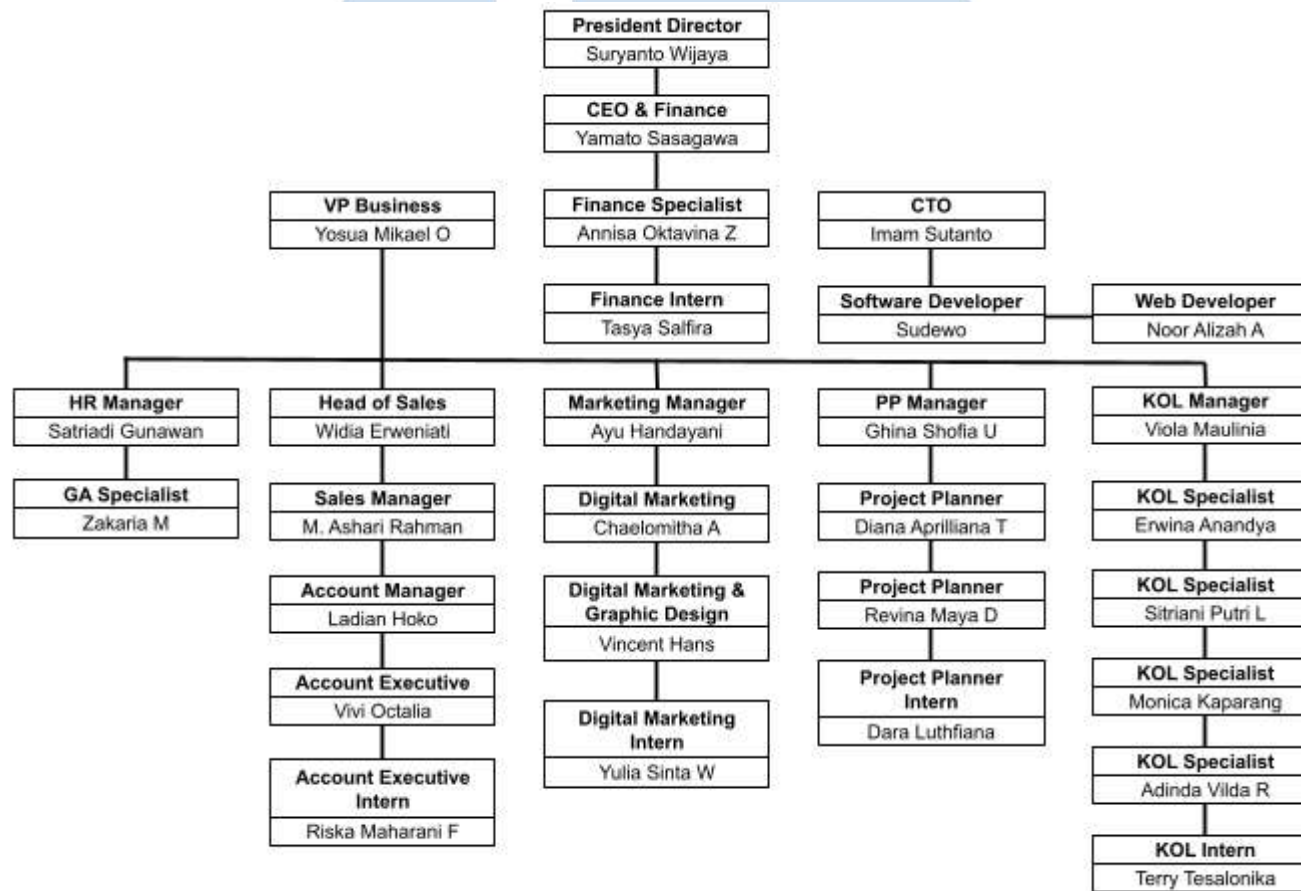 President Director
Suryanto Wijaya
CEO & Finance
Yamato Sasagawa
VP Business
Yosua Mikael O
Finance Specialist
Annisa Oktavina Z
CTO
Imam Sutanto
Finance Intern
Tasya Salfira
Software Developer
Sudewo
Web Developer
Noor Alizah A
HR Manager
Satriadi Gunawan
Head of Sales
Widia Erweniati
Marketing Manager
Ayu Handayani
PP Manager
Ghina Shofia U
KOL Manager
Viola Maulinia
GA Specialist
Zakaria M
Sales Manager
M. Ashari Rahman
Digital Marketing
Chaelomitha A
Project Planner
Diana Aprilliana T
KOL Specialist
Erwina Anandya
Account Manager
Ladian Hoko
Digital Marketing &
Graphic Design
Vincent Hans
Project Planner
Revina Maya D
KOL Specialist
Sitriani Putri L
Account Executive
Vivi Octalia
Digital Marketing
Intern
Yulia Sinta W
Project Planner
Intern
Dara Luthfiana
KOL Specialist
Monica Kaparang
Account Executive
Intern
Riska Maharani F
KOL Specialist
Adinda Vilda R
KOL Intern
Terry Tesalonika